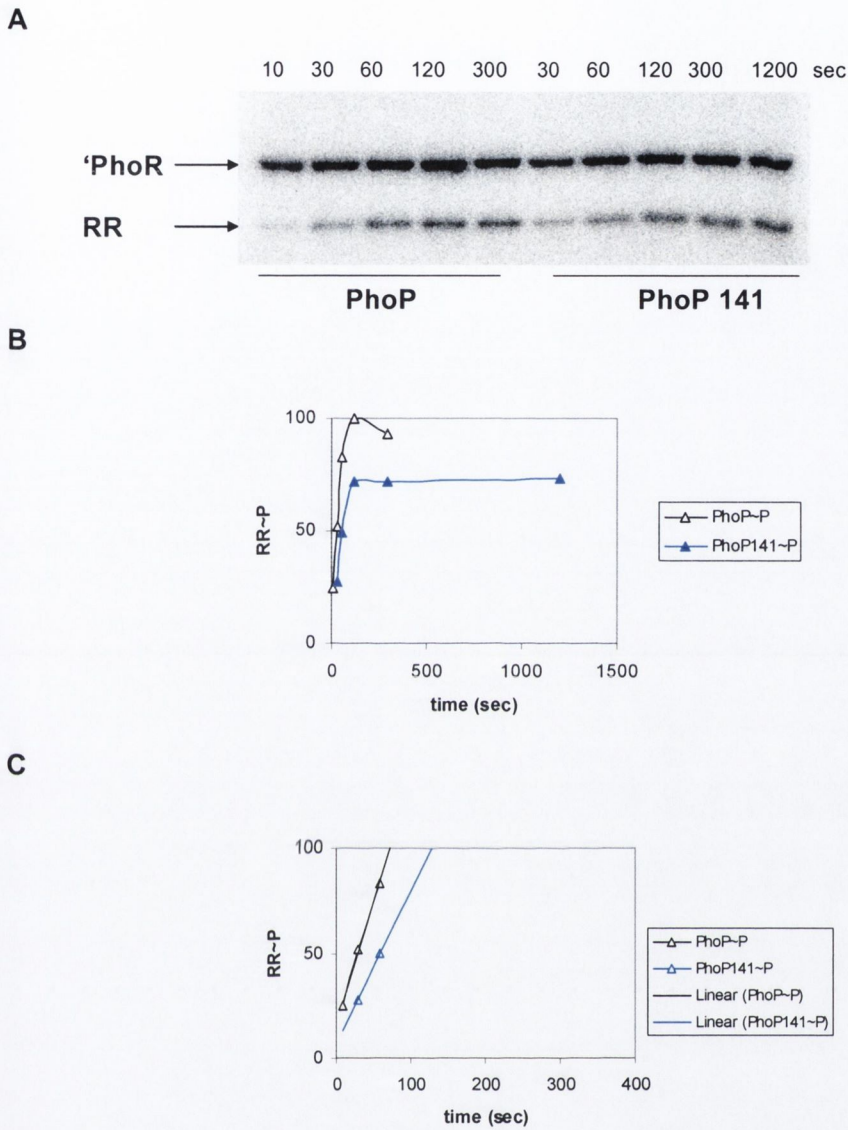 A
10 30 60 120 300 30 60 120 300 1200 sec
‘PhoR
RR
PhoP PhoP 141
B
100
50
0
RR~P
0 500 1000 1500
time (sec)
PhoP~P
PhoP141~P
C
100
50
0
RR~P
0 100 200 300 400
time (sec)
PhoP~P
PhoP141~P
Linear (PhoP~P)
Linear (PhoP141~P)